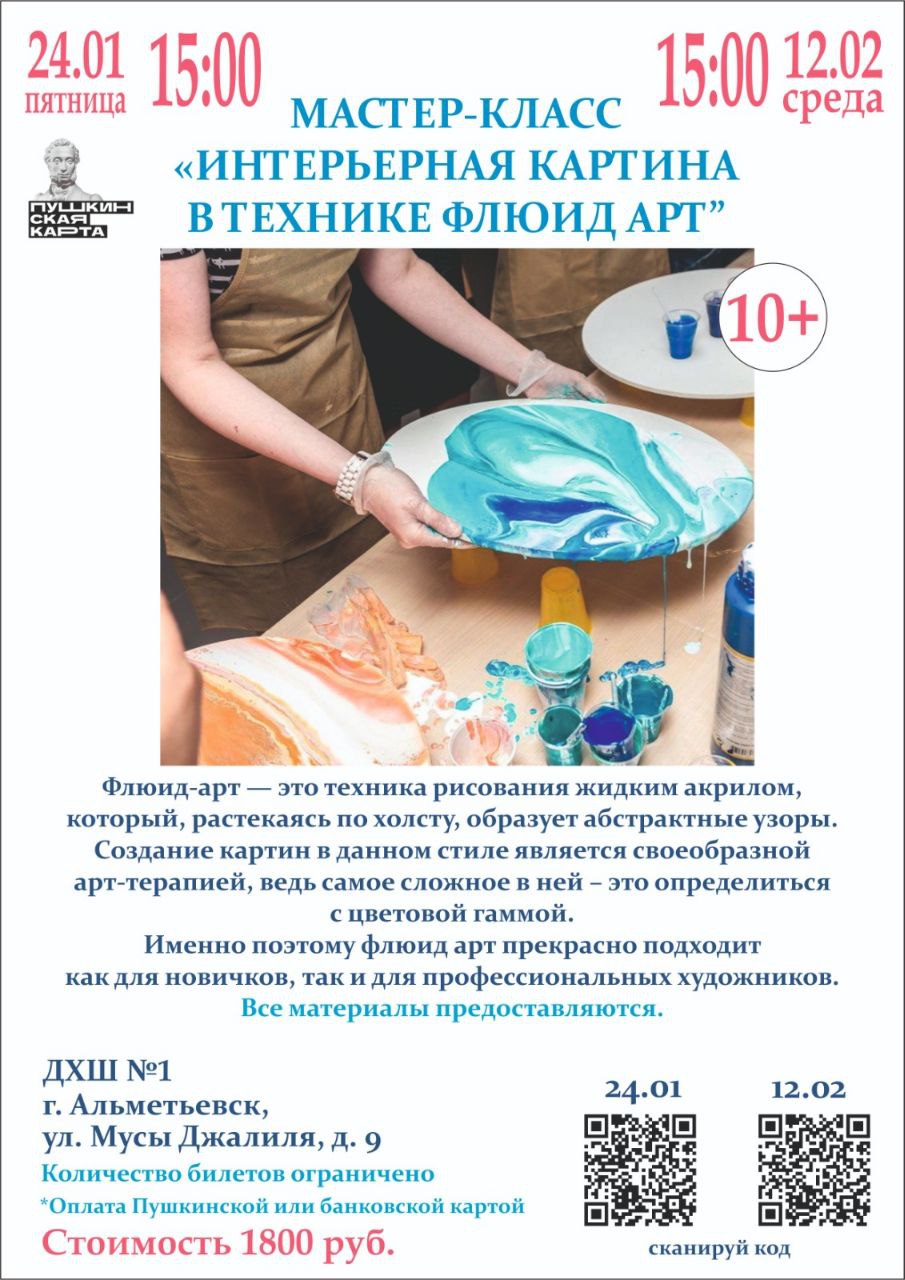 24.01
пятница
15:00
15:00
12.02
среда
МАСТЕР-КЛАСС
«ИНТЕРЬЕРНАЯ КАРТИНА
В ТЕХНИКЕ ФЛЮИД АРТ”
ПУШКИН
СКАЯ
КАРТА
10+
Флюид-арт — это техника рисования жидким акрилом,
который, растекаясь по холсту, образует абстрактные узоры.
Создание картин в данном стиле является своеобразной
арт-терапией, ведь самое сложное в ней – это определиться
с цветовой гаммой.
Именно поэтому флюид арт прекрасно подходит
как для новичков, так и для профессиональных художников.
Все материалы предоставляются.
ДХШ №1
г. Альметьевск,
ул. Мусы Джалиля, д. 9
Количество билетов ограничено
*Оплата Пушкинской или банковской картой
Стоимость 1800 руб.
24.01
12.02
сканируй код